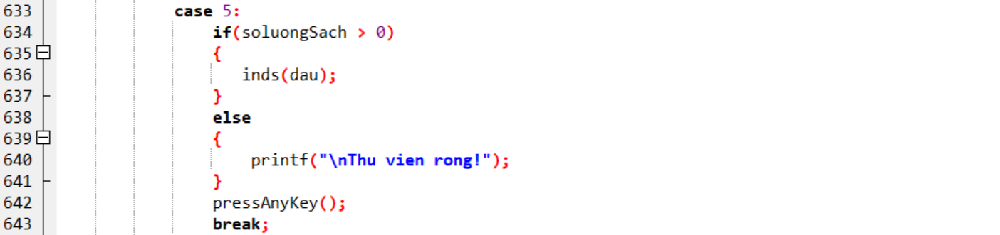 633 case 5:
634 if(soluongSach > 0)
635 {
636 inds(dau);
637 }
638 else
639 {
640 printf("\nThu vien rong!");
641 }
642 pressAnyKey();
643 break;